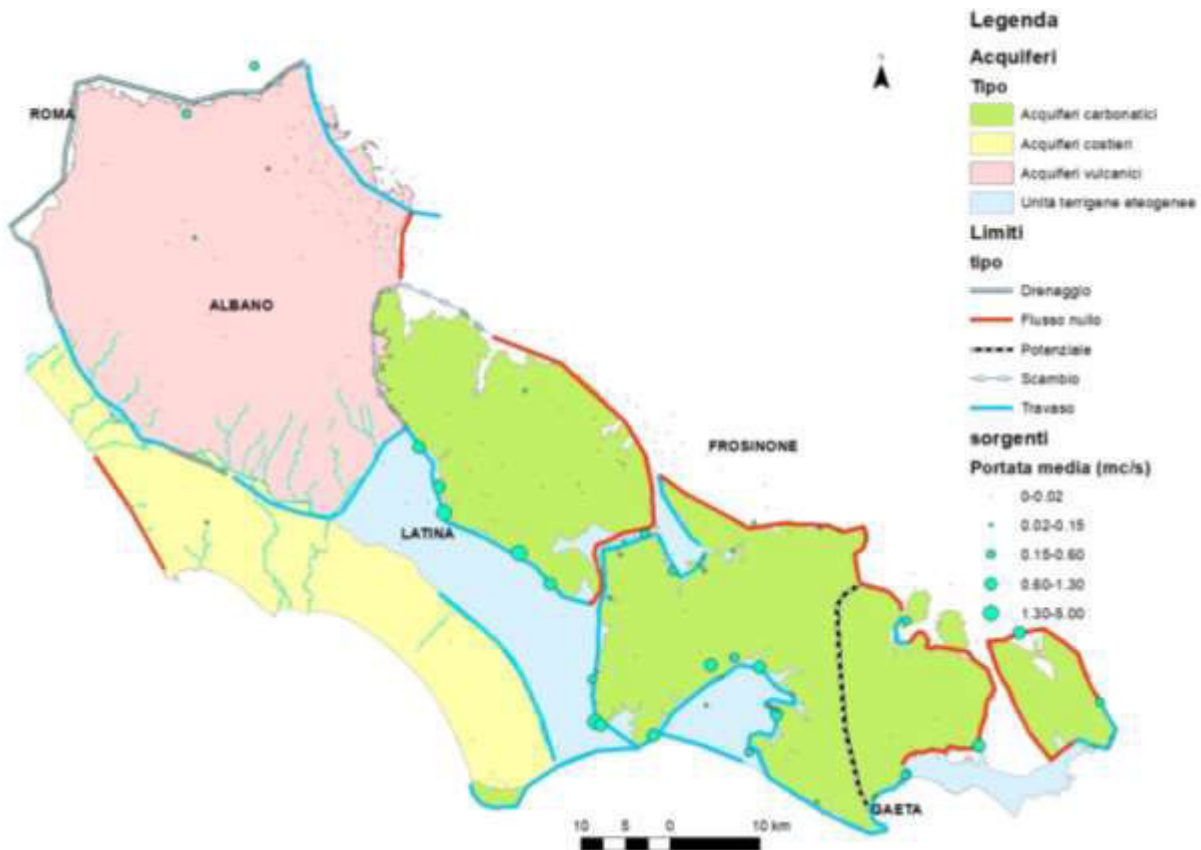 Legenda
Acquiferi
Tipo
Acquiferi carbonatici
Acquiferi costieri
Acquiferi vulcanici
Unità terrigene eteogenee
Limiti
tipo
Drenaggio
Flusso nullo
Potenziale
Scambio
Travaso
sorgenti
Portata media (mc/s)
0-0.02
0.02-0.15
0.15-0.60
0.60-1.30
1.30-5.00
ROMA
ALBANO
FROSINONE
LATINA
GAETA
10 5 0 10 km